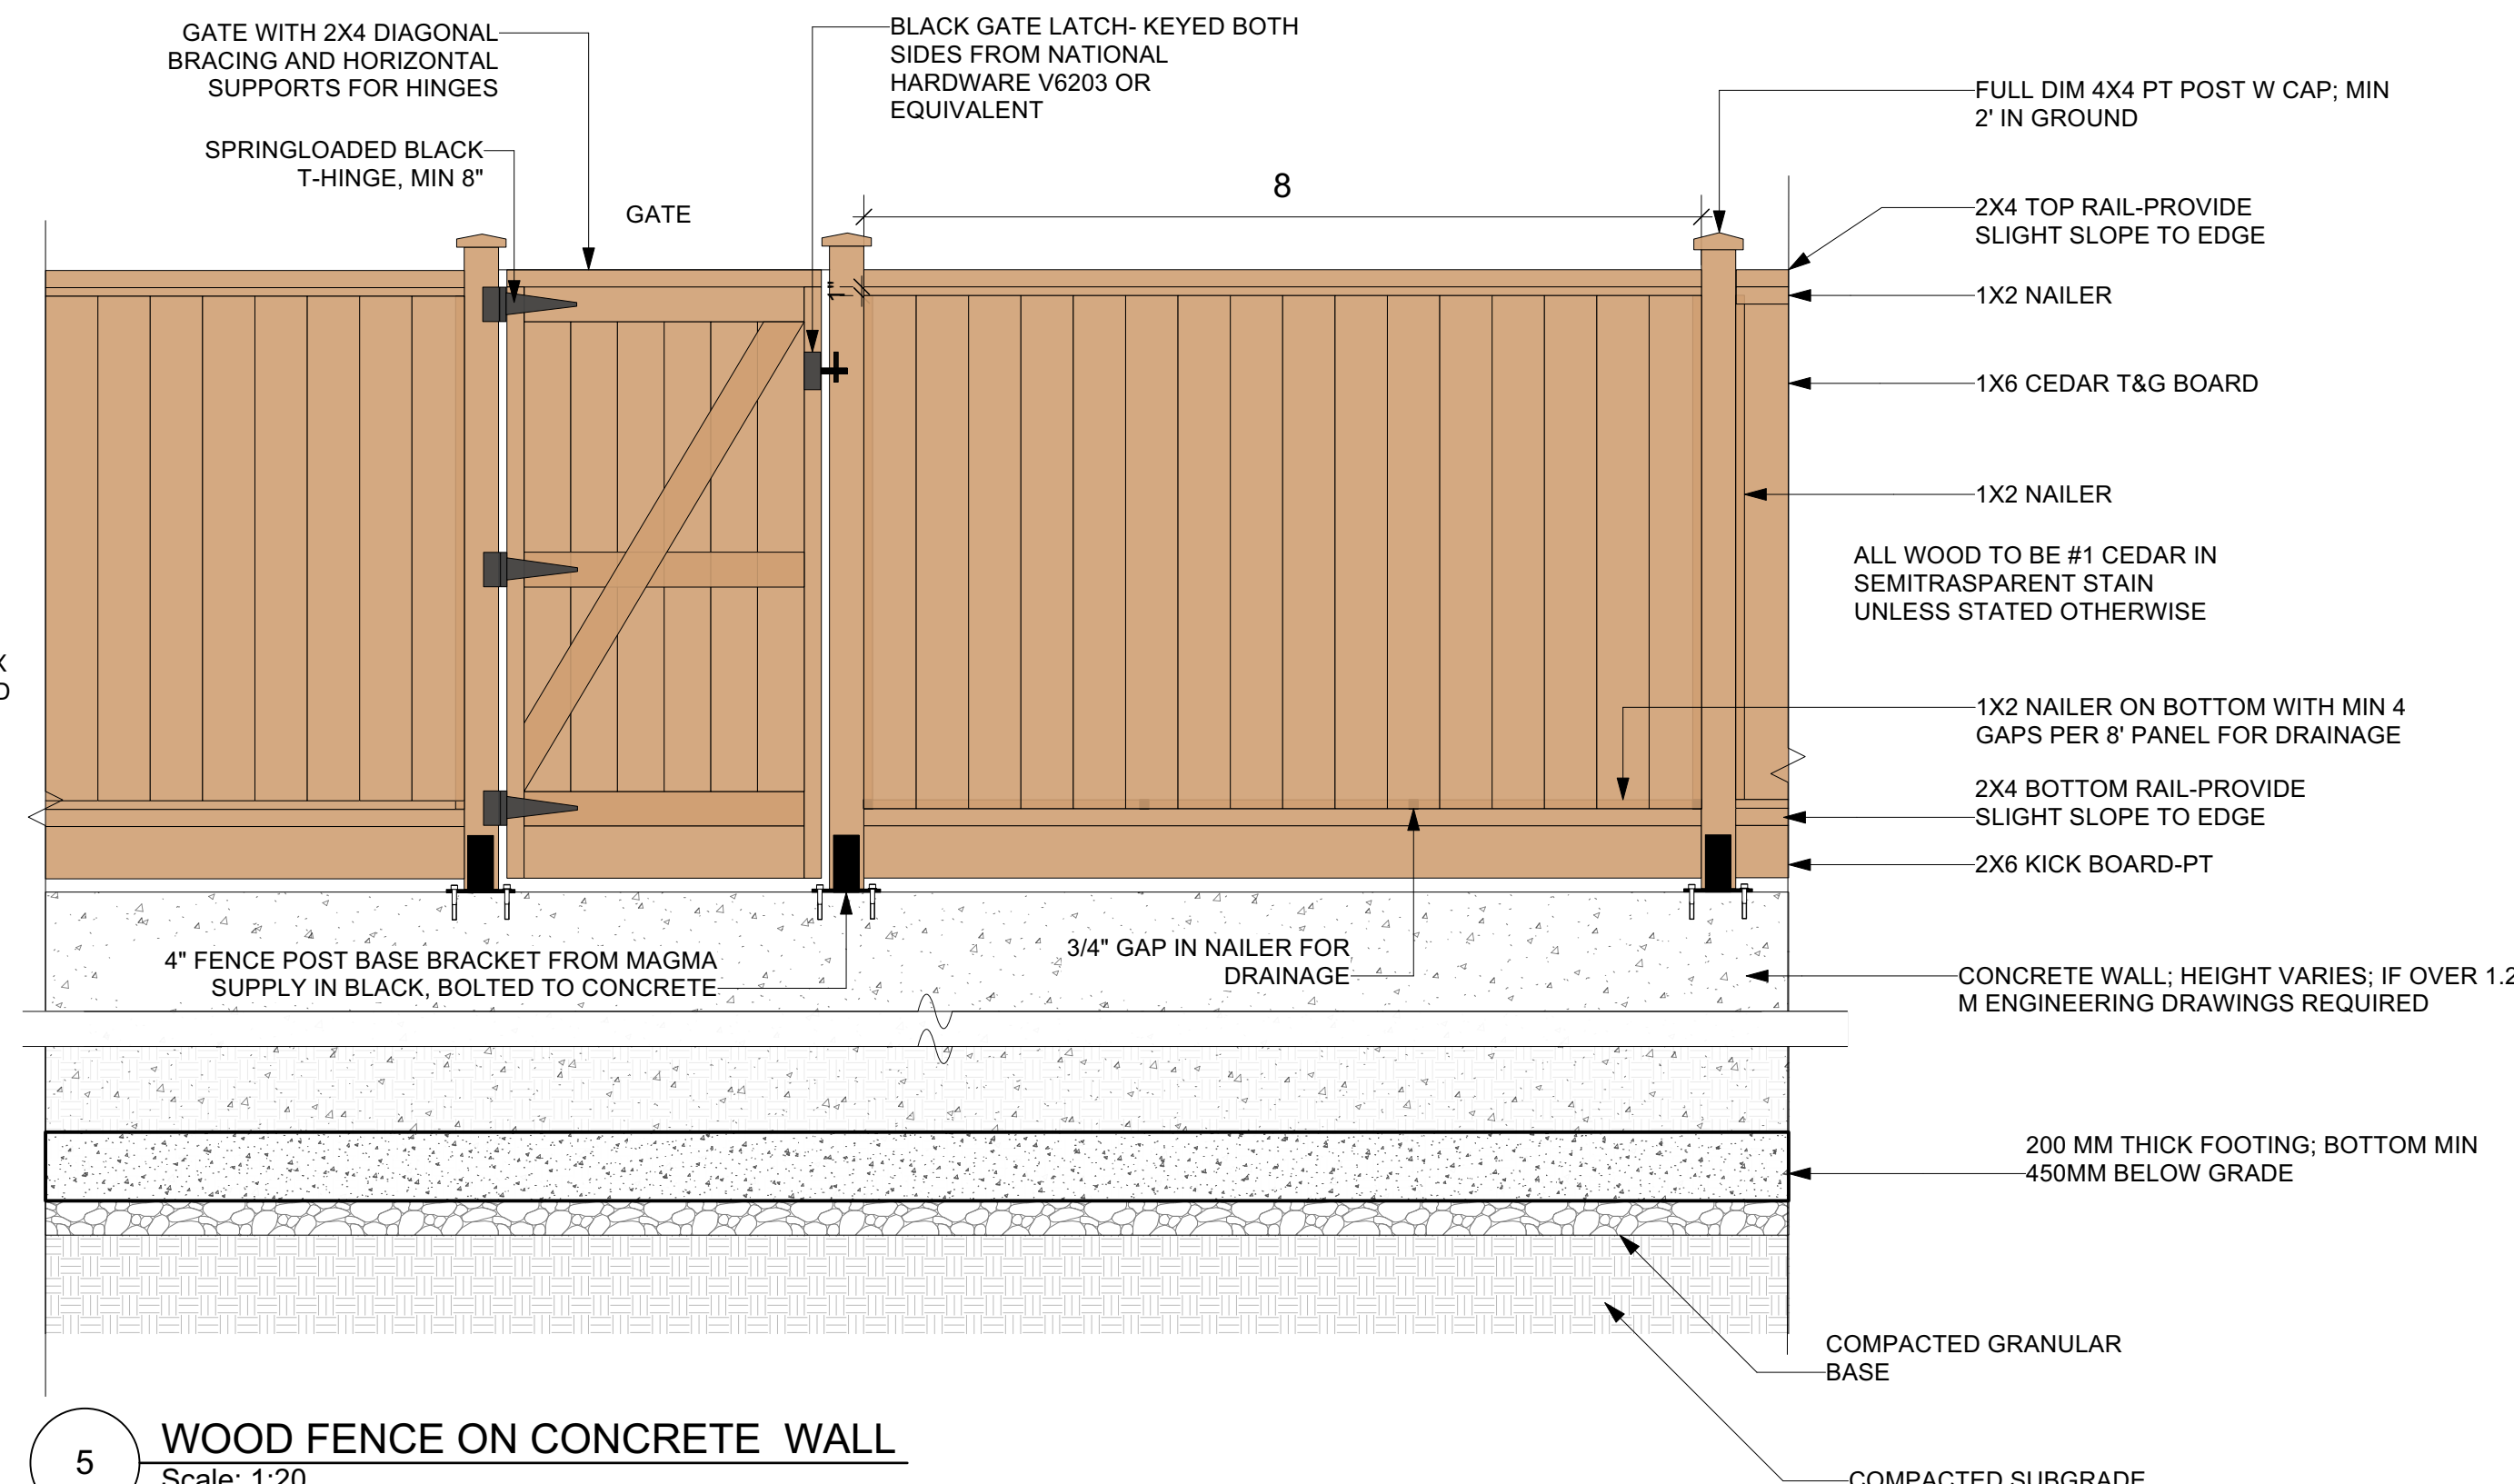 GATE WITH 2X4 DIAGONAL
BRACING AND HORIZONTAL
SUPPORTS FOR HINGES
SPRINGLOADED BLACK
T-HINGE, MIN 8"
GATE
BLACK GATE LATCH- KEYED BOTH
SIDES FROM NATIONAL
HARDWARE V6203 OR
EQUIVALENT
8
1"
FULL DIM 4X4 PT POST W CAP; MIN
2' IN GROUND
2X4 TOP RAIL-PROVIDE
SLIGHT SLOPE TO EDGE
1X2 NAILER
1X6 CEDAR T&G BOARD
1X2 NAILER
ALL WOOD TO BE #1 CEDAR IN
SEMITRASPARENT STAIN
UNLESS STATED OTHERWISE
X
D
1X2 NAILER ON BOTTOM WITH MIN 4
GAPS PER 8' PANEL FOR DRAINAGE
2X4 BOTTOM RAIL-PROVIDE
SLIGHT SLOPE TO EDGE
2X6 KICK BOARD-PT
4" FENCE POST BASE BRACKET FROM MAGMA
SUPPLY IN BLACK, BOLTED TO CONCRETE
3/4" GAP IN NAILER FOR
DRAINAGE
CONCRETE WALL; HEIGHT VARIES; IF OVER 1.2
M ENGINEERING DRAWINGS REQUIRED
200 MM THICK FOOTING; BOTTOM MIN
450MM BELOW GRADE
COMPACTED GRANULAR
BASE
COMPACTED SUBGRADE
5
WOOD FENCE ON CONCRETE WALL
Scale: 1:20